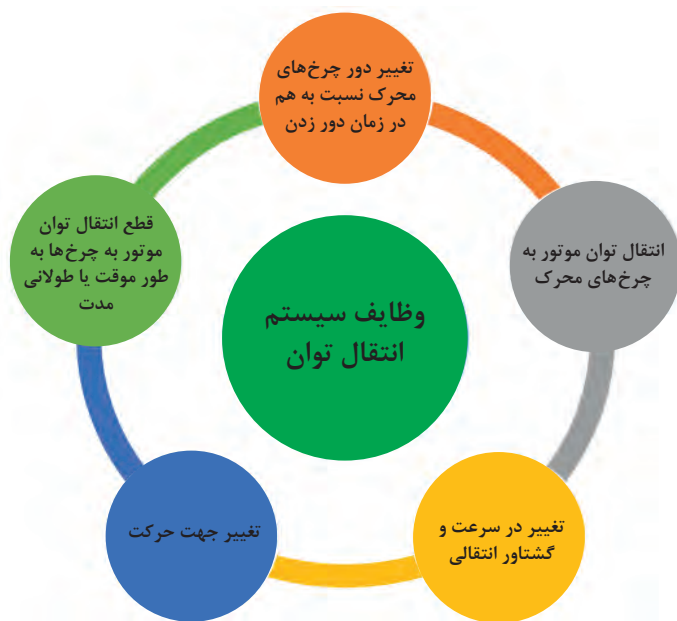 تغییر دور چرخ‌های
محرک نسبت به هم
در زمان دور زدن
انتقال توان موتور به
چرخ‌های محرک
تغییر در سرعت و
گشتاور انتقالی
تغییر جهت حرکت
قطع انتقال توان
موتور به چرخ‌ها به
طور موقت یا طولانی
مدت
وظایف سیستم
انتقال توان